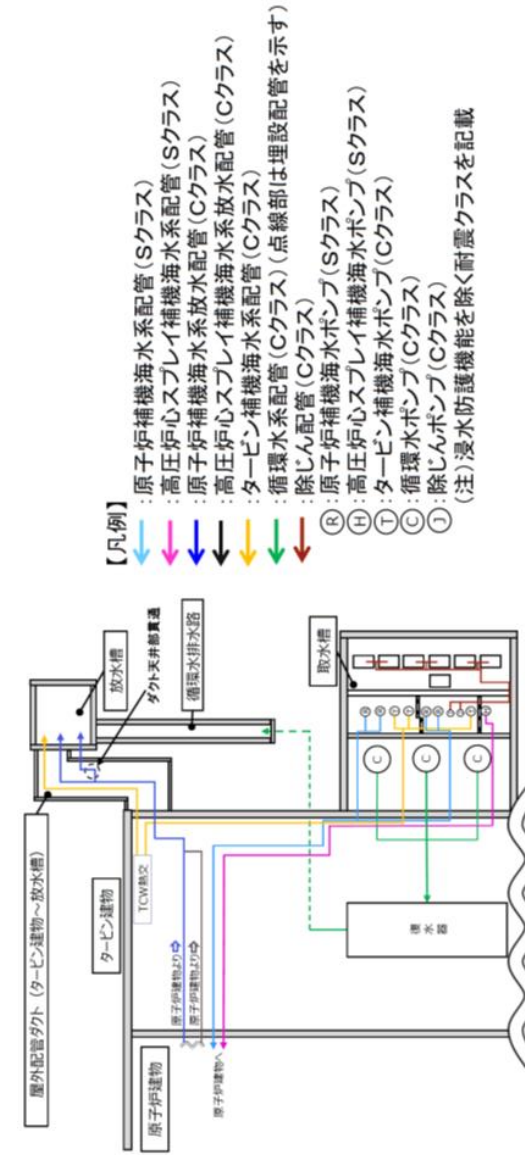 屋外配管ダクト（タービン建物～放水槽）
放水槽
ダクト天井部貫通
循環水排水路
タービン建物
TCW熱交
原子炉建物
原子炉建物より⇨
原子炉建物より⇨
原子炉建物へ
復水器
取水槽
C
C
C
【凡例】
：原子炉補機海水系配管（Sクラス）
：高圧炉心スプレイ補機海水系配管（Sクラス）
：原子炉補機海水系放水配管（Cクラス）
：高圧炉心スプレイ補機海水系放水配管（Cクラス）
：タービン補機海水系配管（Cクラス）
：循環水系配管（Cクラス）（点線部は埋設配管を示す）
：除じん配管（Cクラス）
Ⓡ：原子炉補機海水ポンプ（Sクラス）
Ⓗ：高圧炉心スプレイ補機海水ポンプ（Sクラス）
Ⓣ：タービン補機海水ポンプ（Cクラス）
Ⓒ：循環水ポンプ（Cクラス）
Ⓙ：除じんポンプ（Cクラス）
（注）浸水防護機能を除く耐震クラスを記載